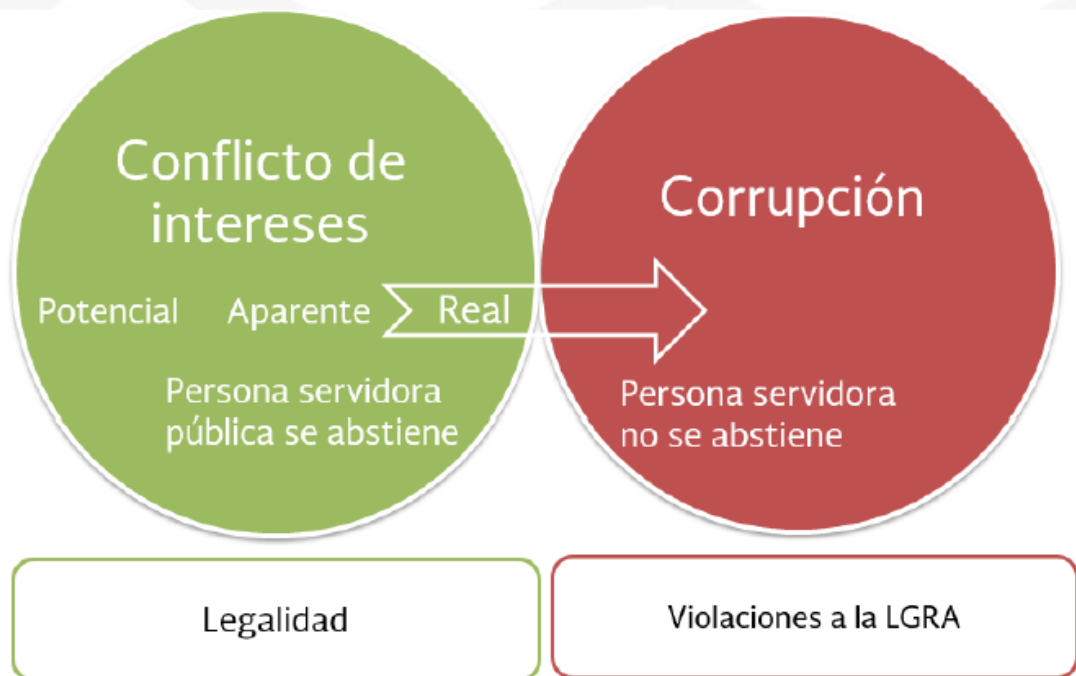 Conflicto de
intereses
Potencial Aparente Real
Persona servidora
pública se abstiene
Corrupción
Persona servidora
no se abstiene
Legalidad
Violaciones a la LGRA